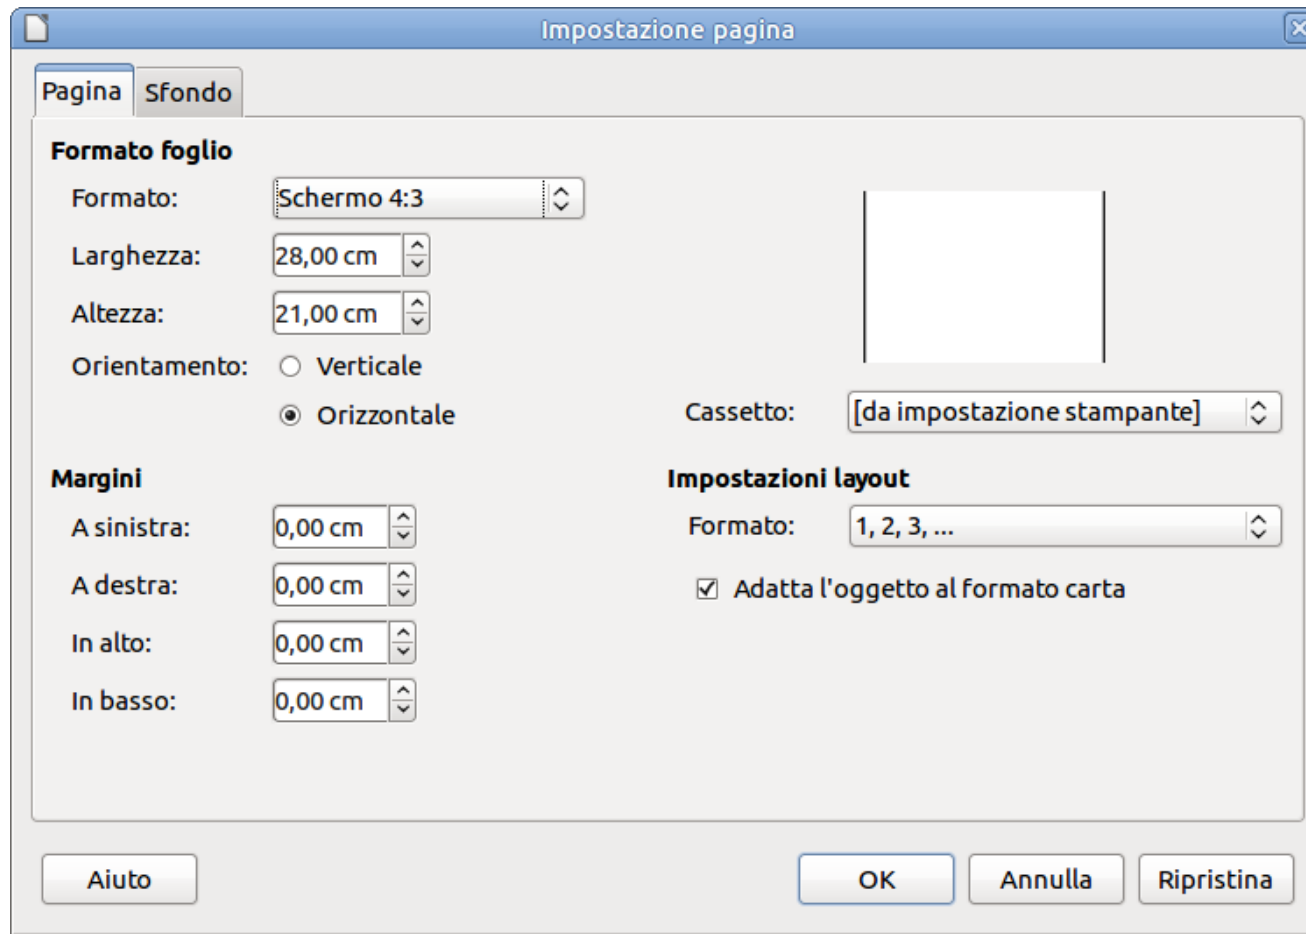 Impostazione pagina
Pagina Sfondo
Formato foglio
Formato: Schermo 4:3
Larghezza: 28,00 cm
Altezza: 21,00 cm
Orientamento: Verticale
Orizzontale
Cassetto: [da impostazione stampante]
Margini
A sinistra: 0,00 cm
A destra: 0,00 cm
In alto: 0,00 cm
In basso: 0,00 cm
Impostazioni layout
Formato: 1, 2, 3, ...
Adatta l'oggetto al formato carta
Aiuto OK Annulla Ripristina